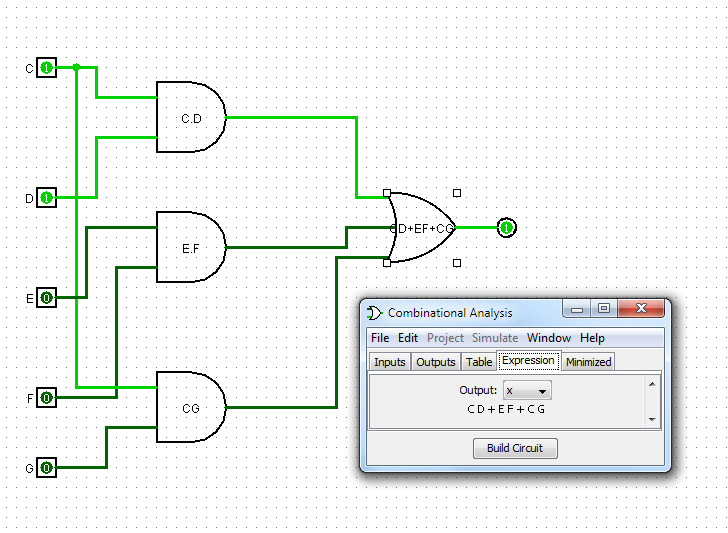 C 1
C.D
D 1
CD+EF+CG 1
E.F
E 0
Combinational Analysis
File Edit Project Simulate Window Help
Inputs Outputs Table Expression Minimized
Output: x
C D + E F + C G
Build Circuit
F 0
CG
G 0